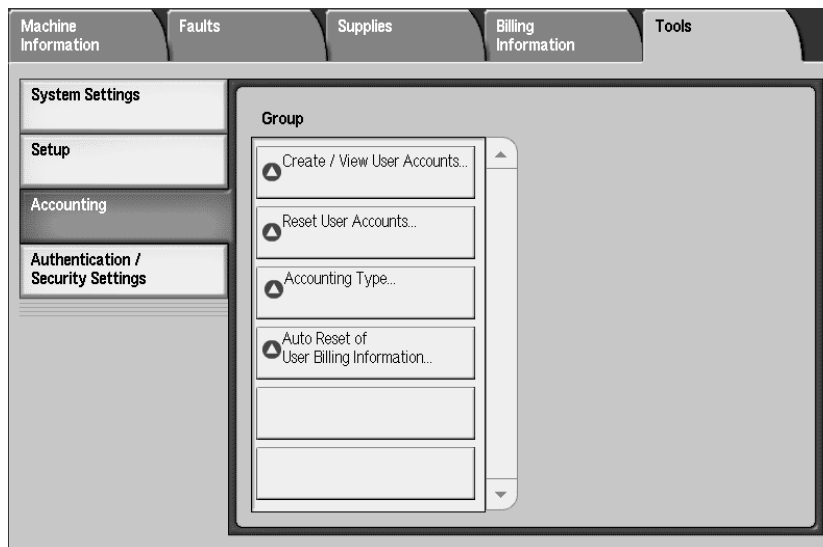 Machine
Information
Faults
Supplies
Billing
Information
Tools
System Settings
Setup
Accounting
Authentication /
Security Settings
Group
Create / View User Accounts...
Reset User Accounts...
Accounting Type...
Auto Reset of
User Billing Information...